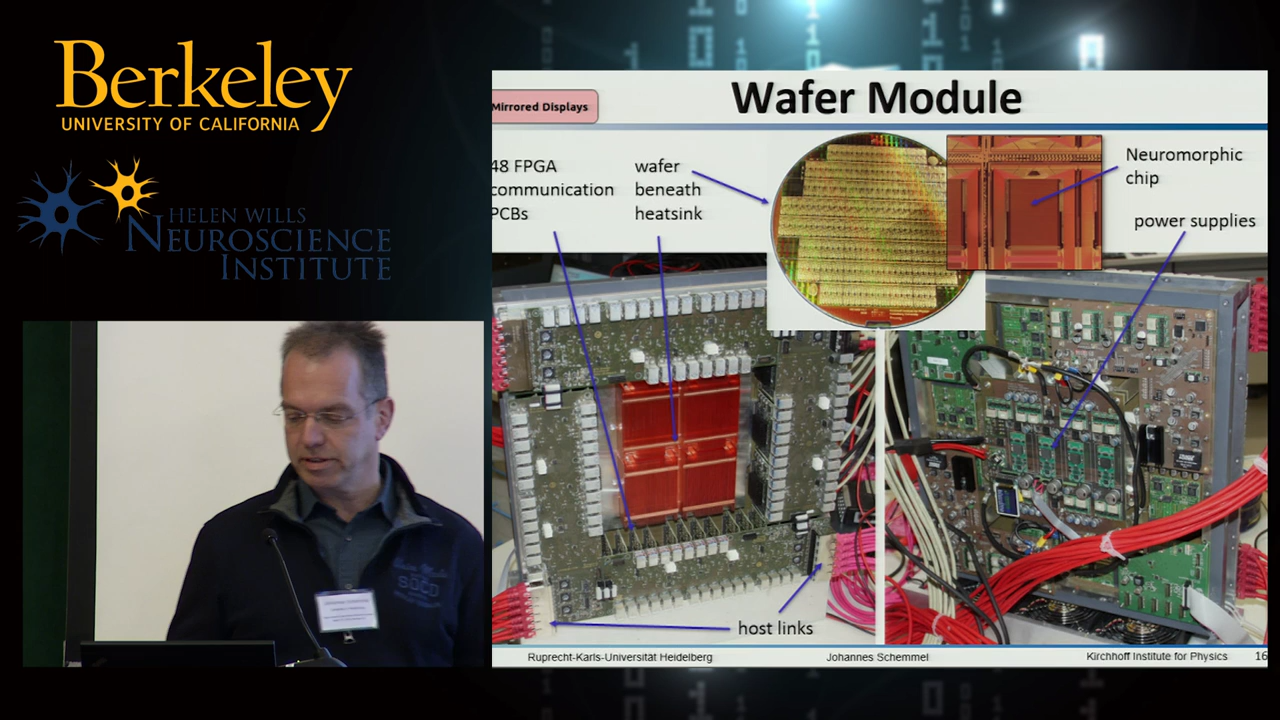 Berkeley
UNIVERSITY OF CALIFORNIA
HELEN WILLS
NEUROSCIENCE
INSTITUTE
Mirrored Displays
Wafer Module
48 FPGA
communication
PCBs
wafer
beneath
heatsink
Neuromorphic
chip
power supplies
host links
Ruprecht-Karls-Universität Heidelberg
Johannes Schemmel
Kirchhoff Institute for Physics
16